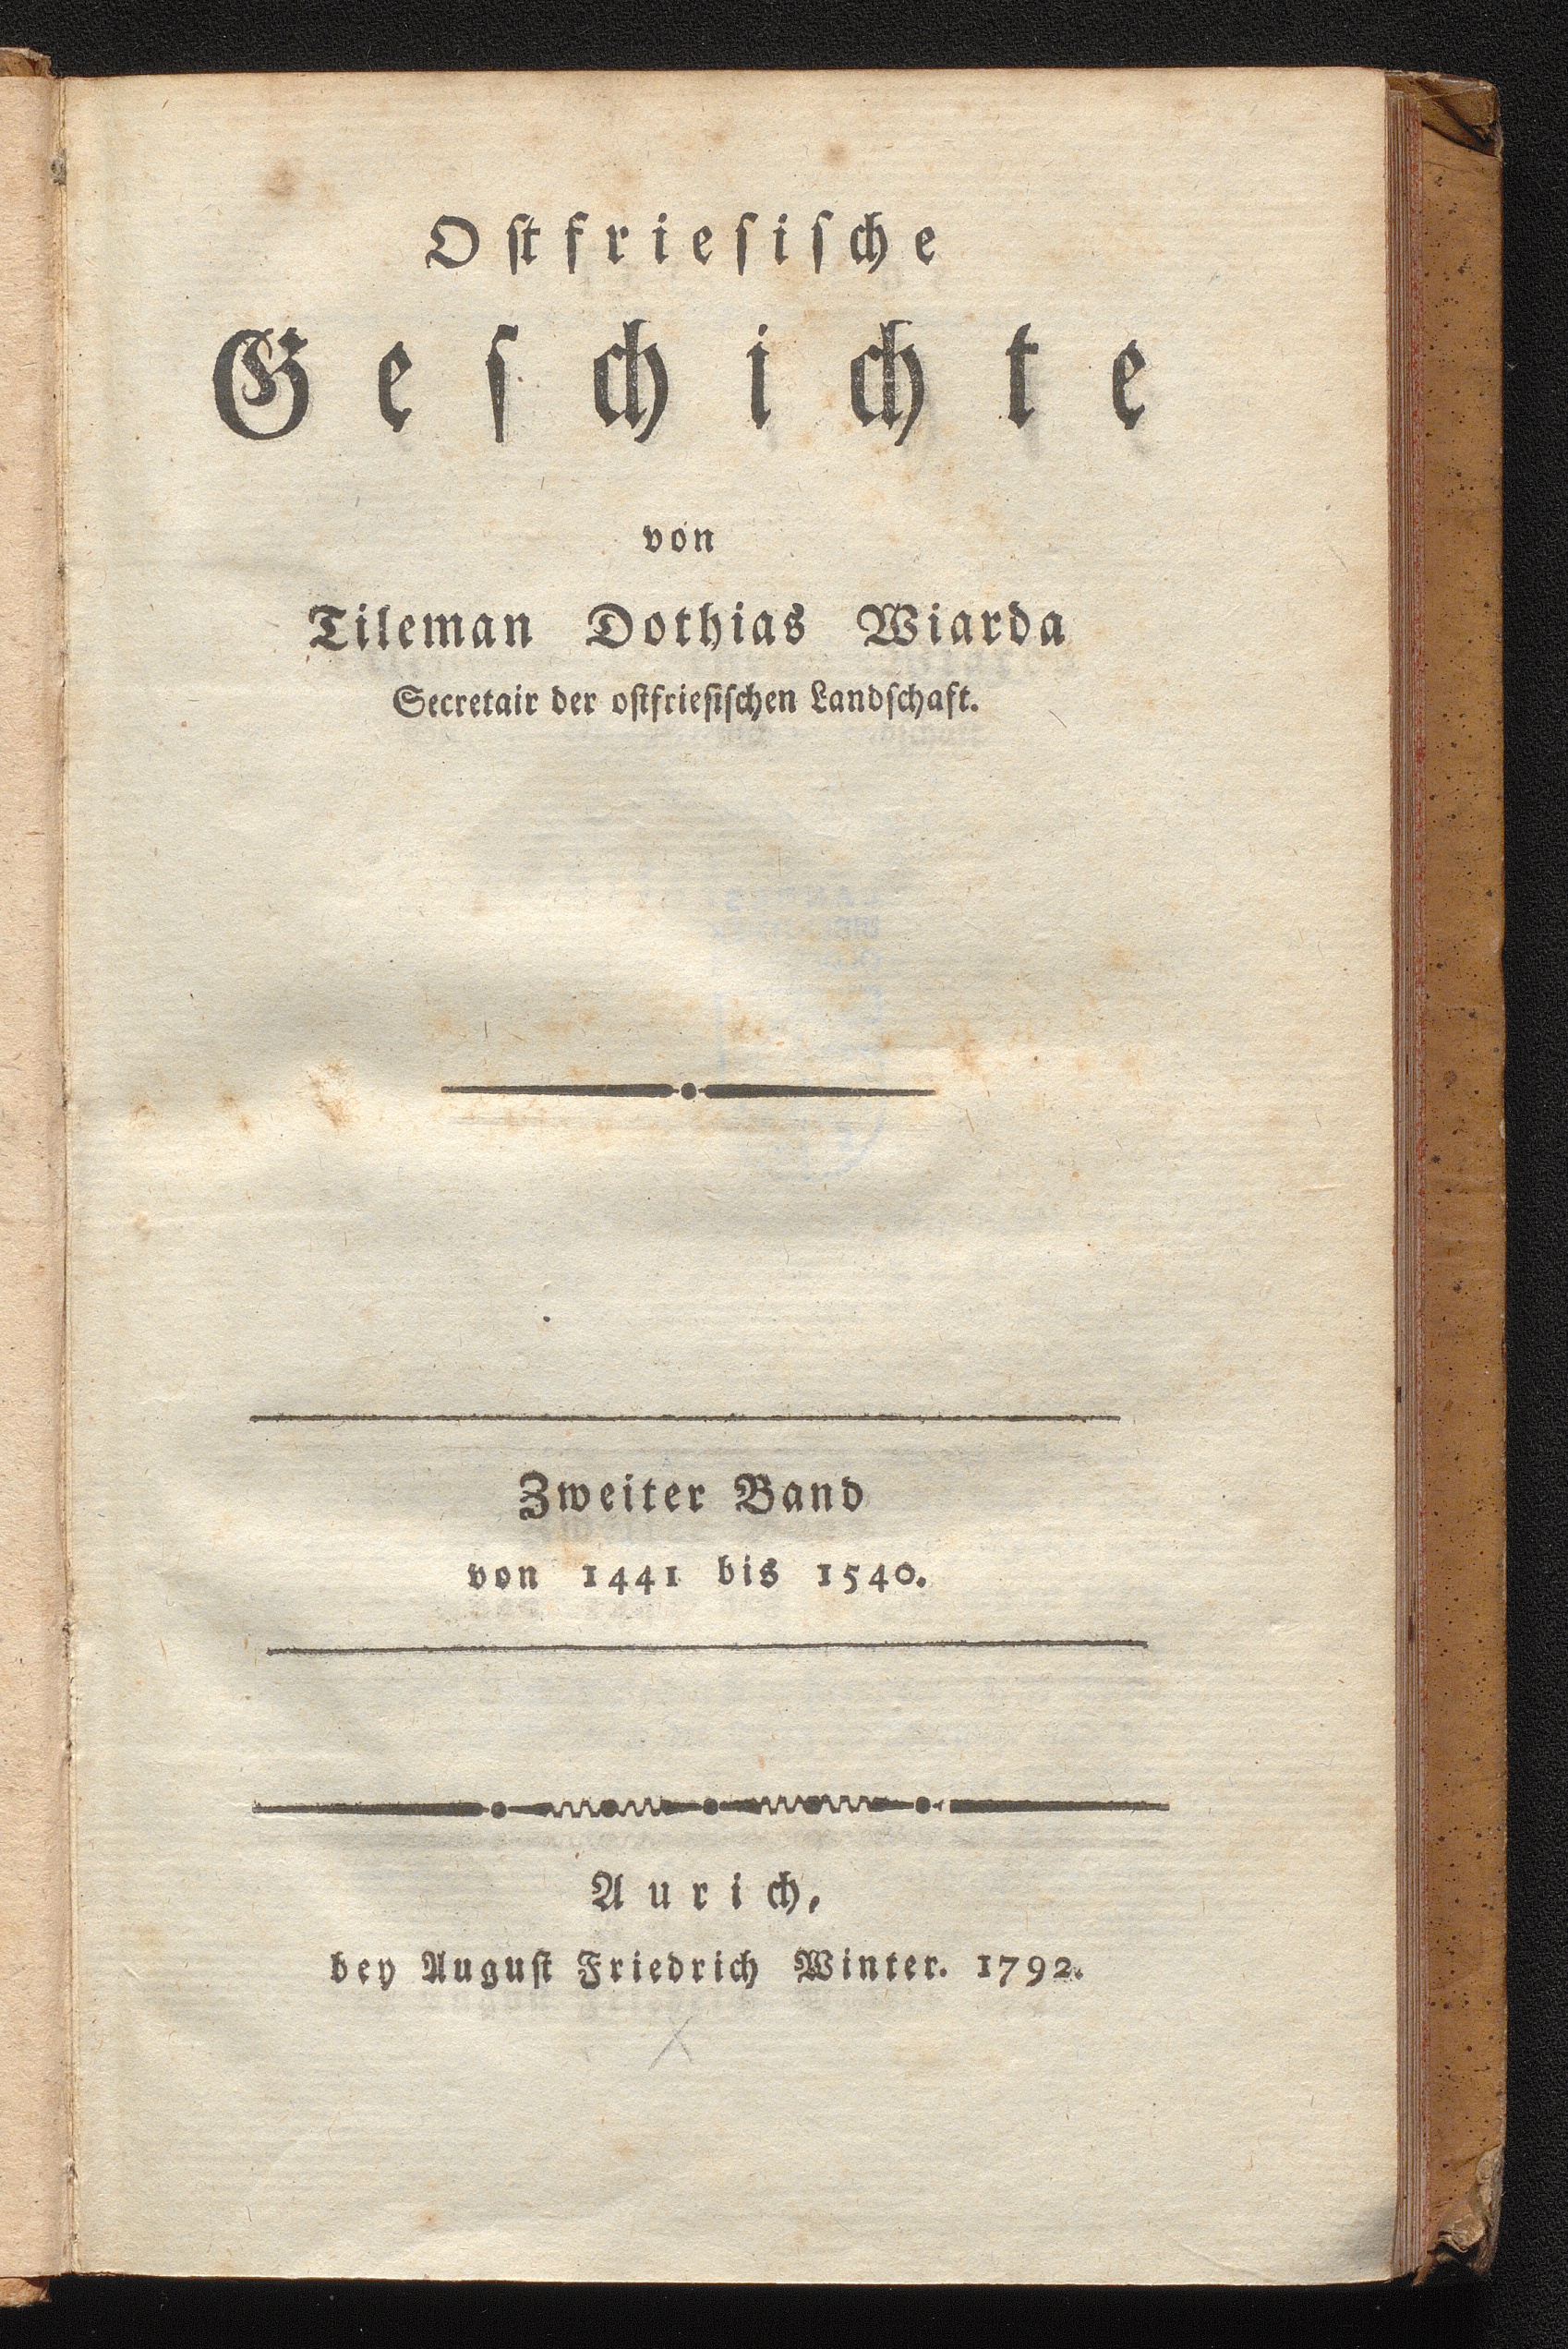 Oſtfrieſiſche
Geſchichte
von
Tileman Dothias Wiarda
Secretair der oſtfrieſiſchen Landſchaft.
Zweiter Band
von 1441 bis 1540.
Aurich,
bey Auguſt Friedrich Winter. 1792.